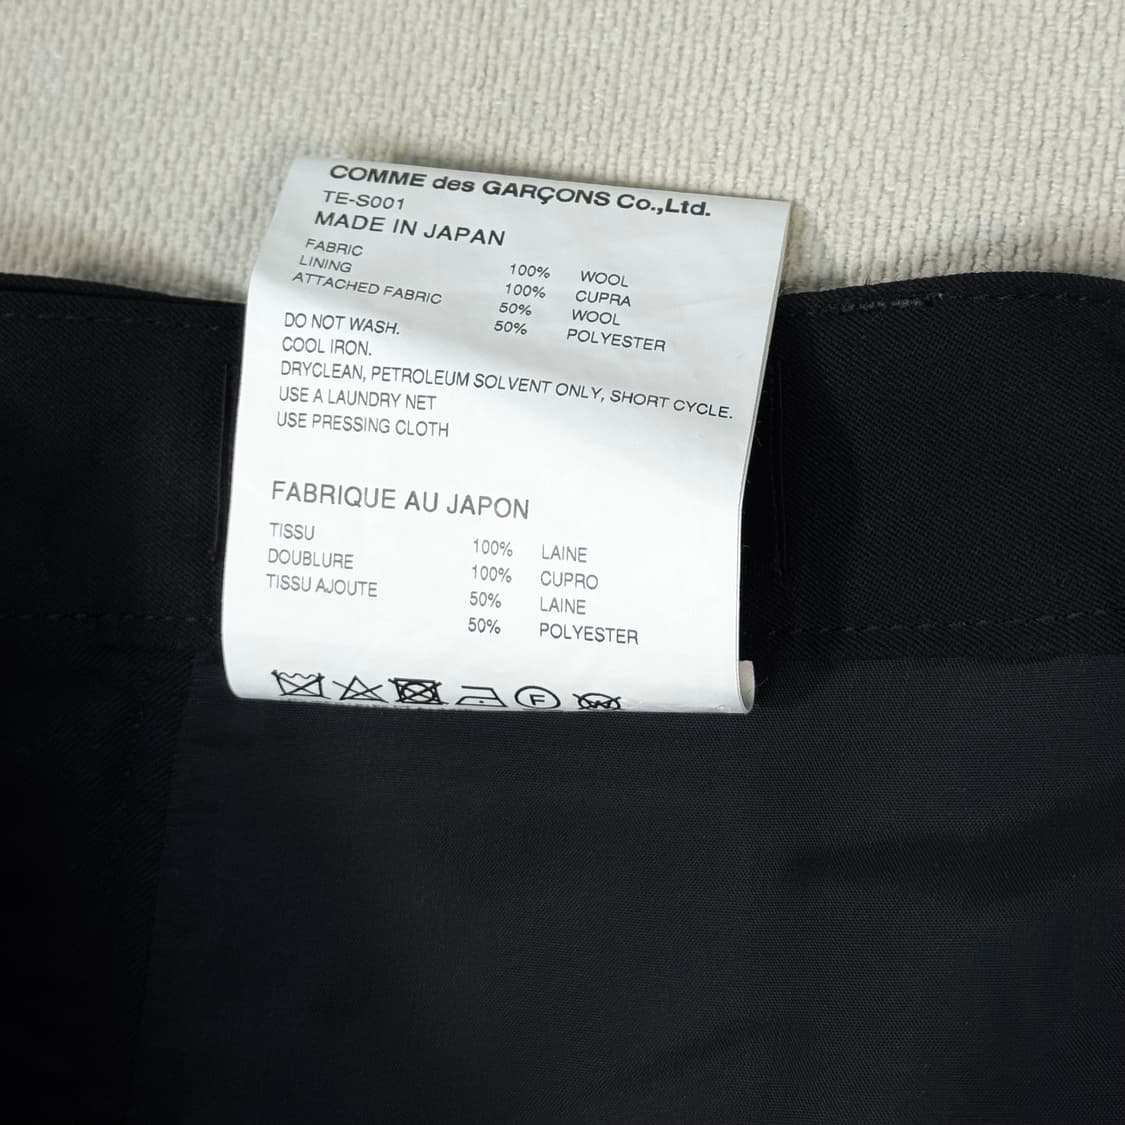 COMME des GARÇONS Co.,Ltd.
TE-S001
MADE IN JAPAN
FABRIC 100% WOOL
LINING 100% CUPRA
ATTACHED FABRIC 50% WOOL
50% POLYESTER
DO NOT WASH.
COOL IRON.
DRYCLEAN, PETROLEUM SOLVENT ONLY, SHORT CYCLE.
USE A LAUNDRY NET
USE PRESSING CLOTH
FABRIQUE AU JAPON
TISSU 100% LAINE
DOUBLURE 100% CUPRO
TISSU AJOUTE 50% LAINE
50% POLYESTER
F W